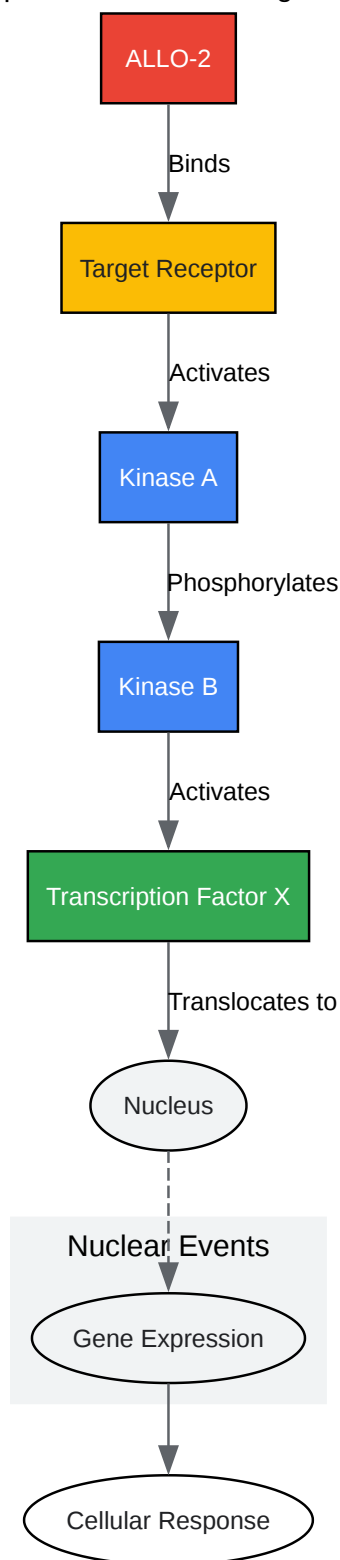 ALLO-2
Binds
Target Receptor
Activates
Kinase A
Phosphorylates
Kinase B
Activates
Transcription Factor X
Translocates to
Nucleus
Nuclear Events
Gene Expression
Cellular Response